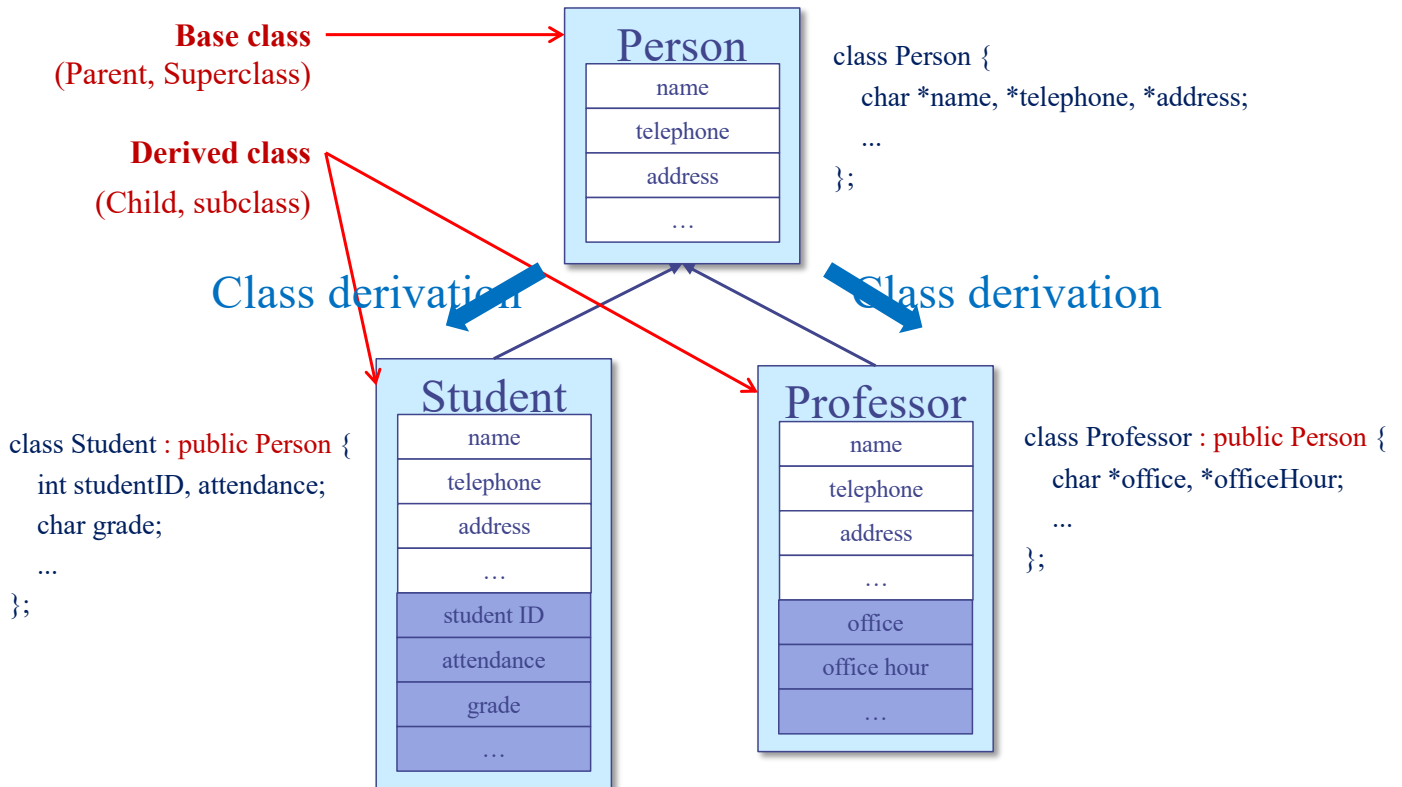 Base class
(Parent, Superclass)
Derived class
(Child, subclass)
Person
name
telephone
address
…
class Person {
char *name, *telephone, *address;
...
};
Class derivation
Class derivation
class Student : public Person {
int studentID, attendance;
char grade;
...
};
Student
name
telephone
address
…
student ID
attendance
grade
…
Professor
name
telephone
address
…
office
office hour
…
class Professor : public Person {
char *office, *officeHour;
...
};